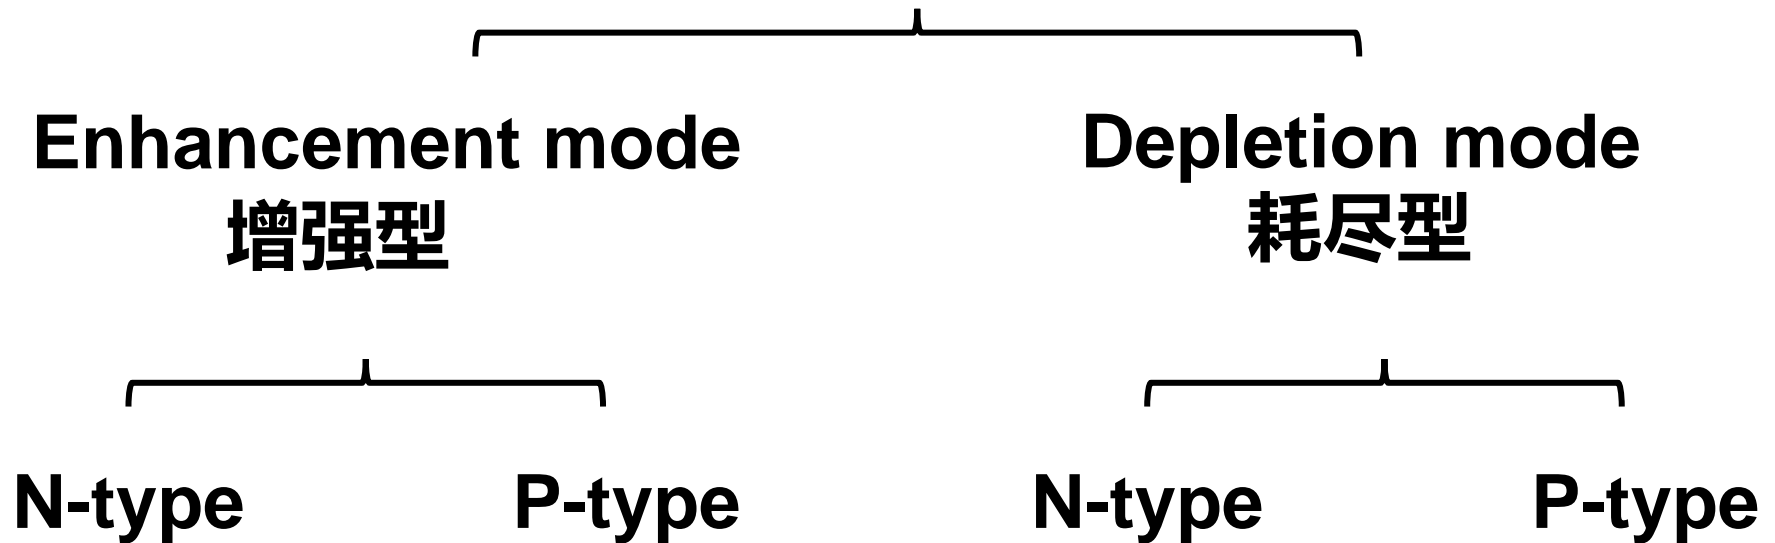 Enhancement mode
增强型
Depletion mode
耗尽型
N-type
P-type
N-type
P-type